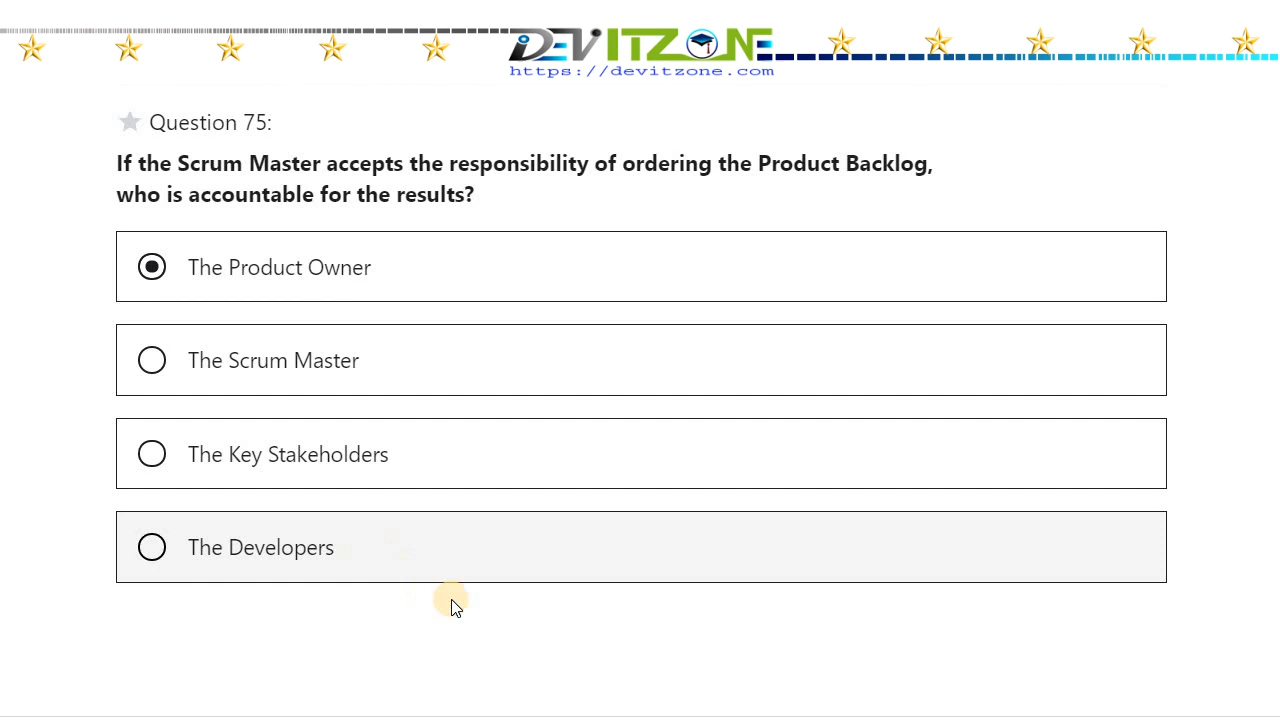 DEVITZONE
https://devitzone.com
Question 75:
If the Scrum Master accepts the responsibility of ordering the Product Backlog,
who is accountable for the results?
The Product Owner
The Scrum Master
The Key Stakeholders
The Developers